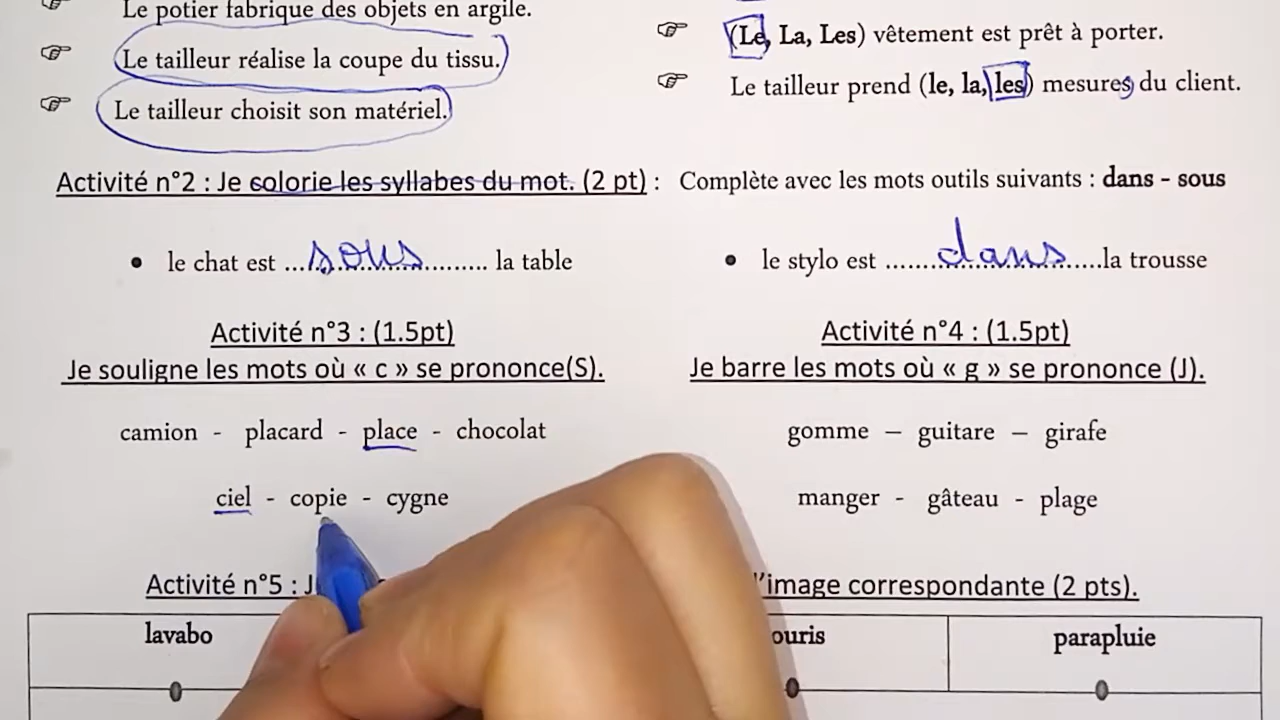 Le potier fabrique des objets en argile.
Le tailleur réalise la coupe du tissu.
Le tailleur choisit son matériel.
(Le, La, Les) vêtement est prêt à porter.
Le tailleur prend (le, la, les) mesures du client.
Activité n°2 : Je colorie les syllabes du mot. (2 pt) : Complète avec les mots outils suivants : dans - sous
• le chat est ...sous......... la table
• le stylo est ......dans......la trousse
Activité n°3 : (1.5pt)
Je souligne les mots où « c » se prononce(S).
camion - placard - place - chocolat
ciel - copie - cygne
Activité n°4 : (1.5pt)
Je barre les mots où « g » se prononce (J).
gomme – guitare – girafe
manger - gâteau - plage
Activité n°5 : J l'image correspondante (2 pts).
lavabo ouris parapluie